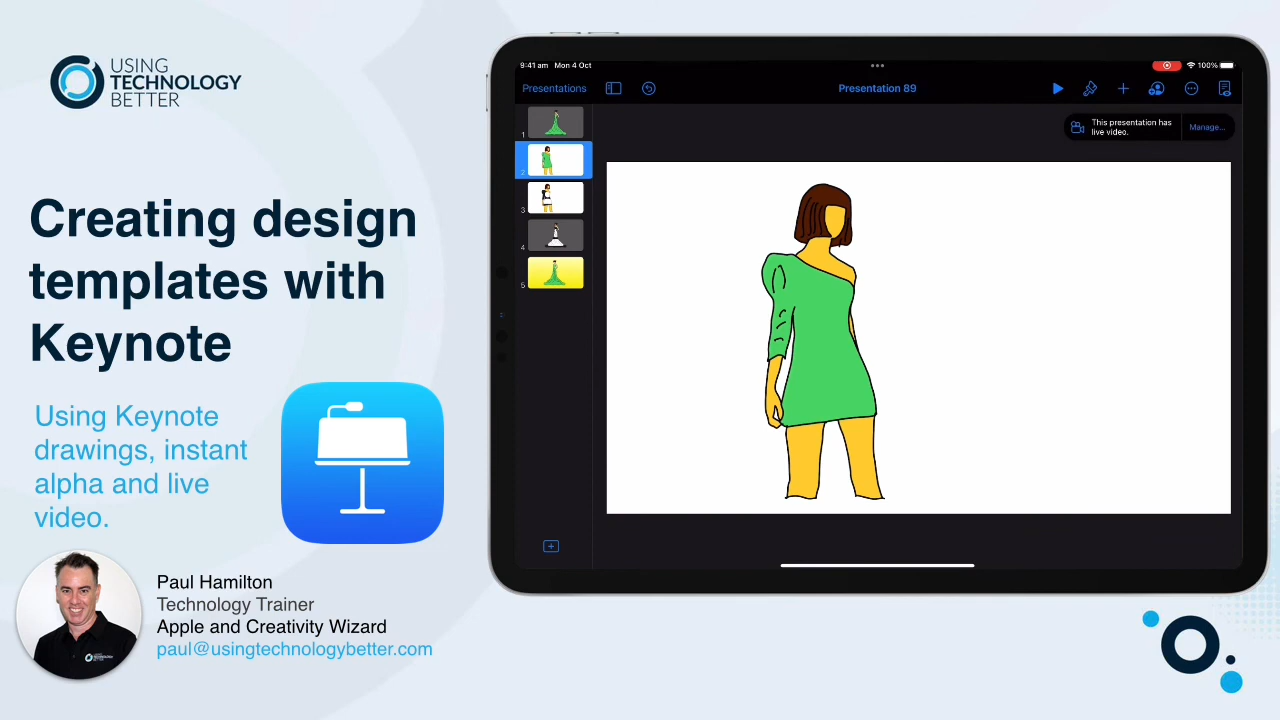 USING
TECHNOLOGY
BETTER
Creating design
templates with
Keynote
Using Keynote
drawings, instant
alpha and live
video.
Paul Hamilton
Technology Trainer
Apple and Creativity Wizard
paul@usingtechnologybetter.com
9:41 am Mon 4 Oct
100%
Presentations
Presentation 89
This presentation has
live video.
Manage...
1
2
3
4
5